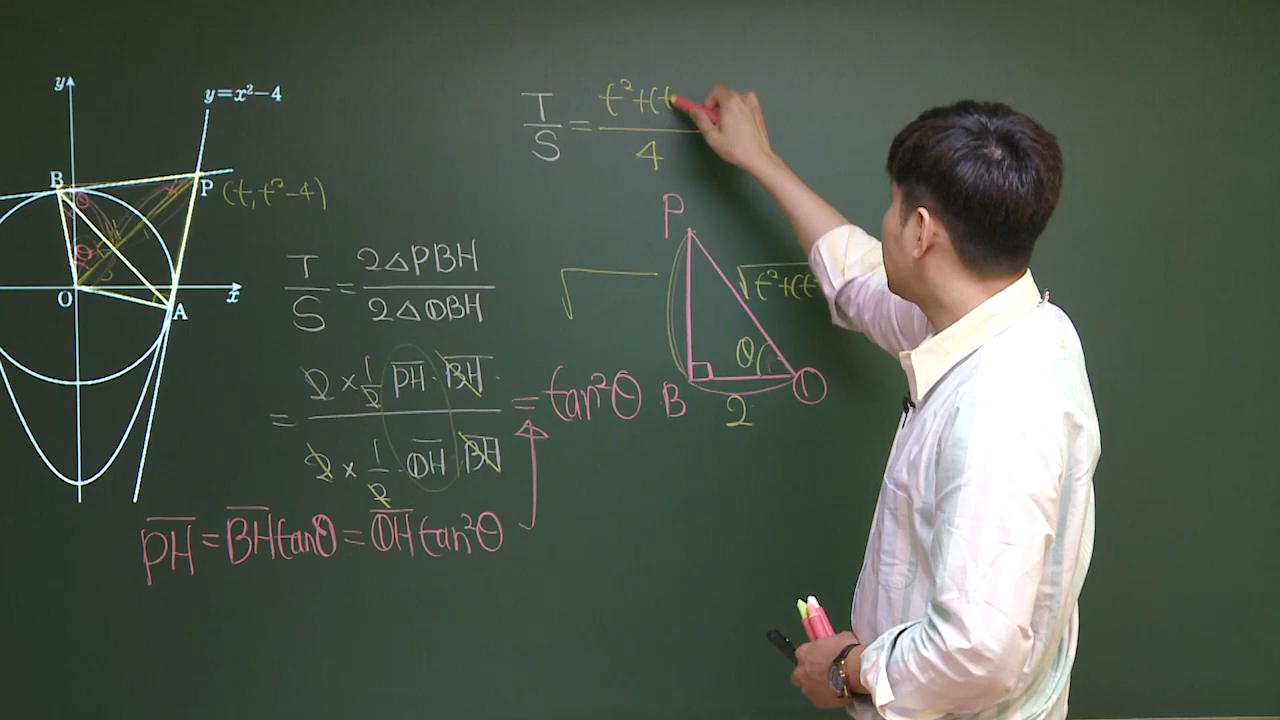 y
y=x²-4
B
P (t, t²-4)
θ
θ
O
x
A
T/S = t²+(t
4
P
√t²+(t-
θ
B
O
2
T/S = 2△PBH / 2△OBH
= 2 × 1/2 PH · BH / 2 × 1/2 · OH BH = tan²θ
PH = BH tanθ = OH tan²θ